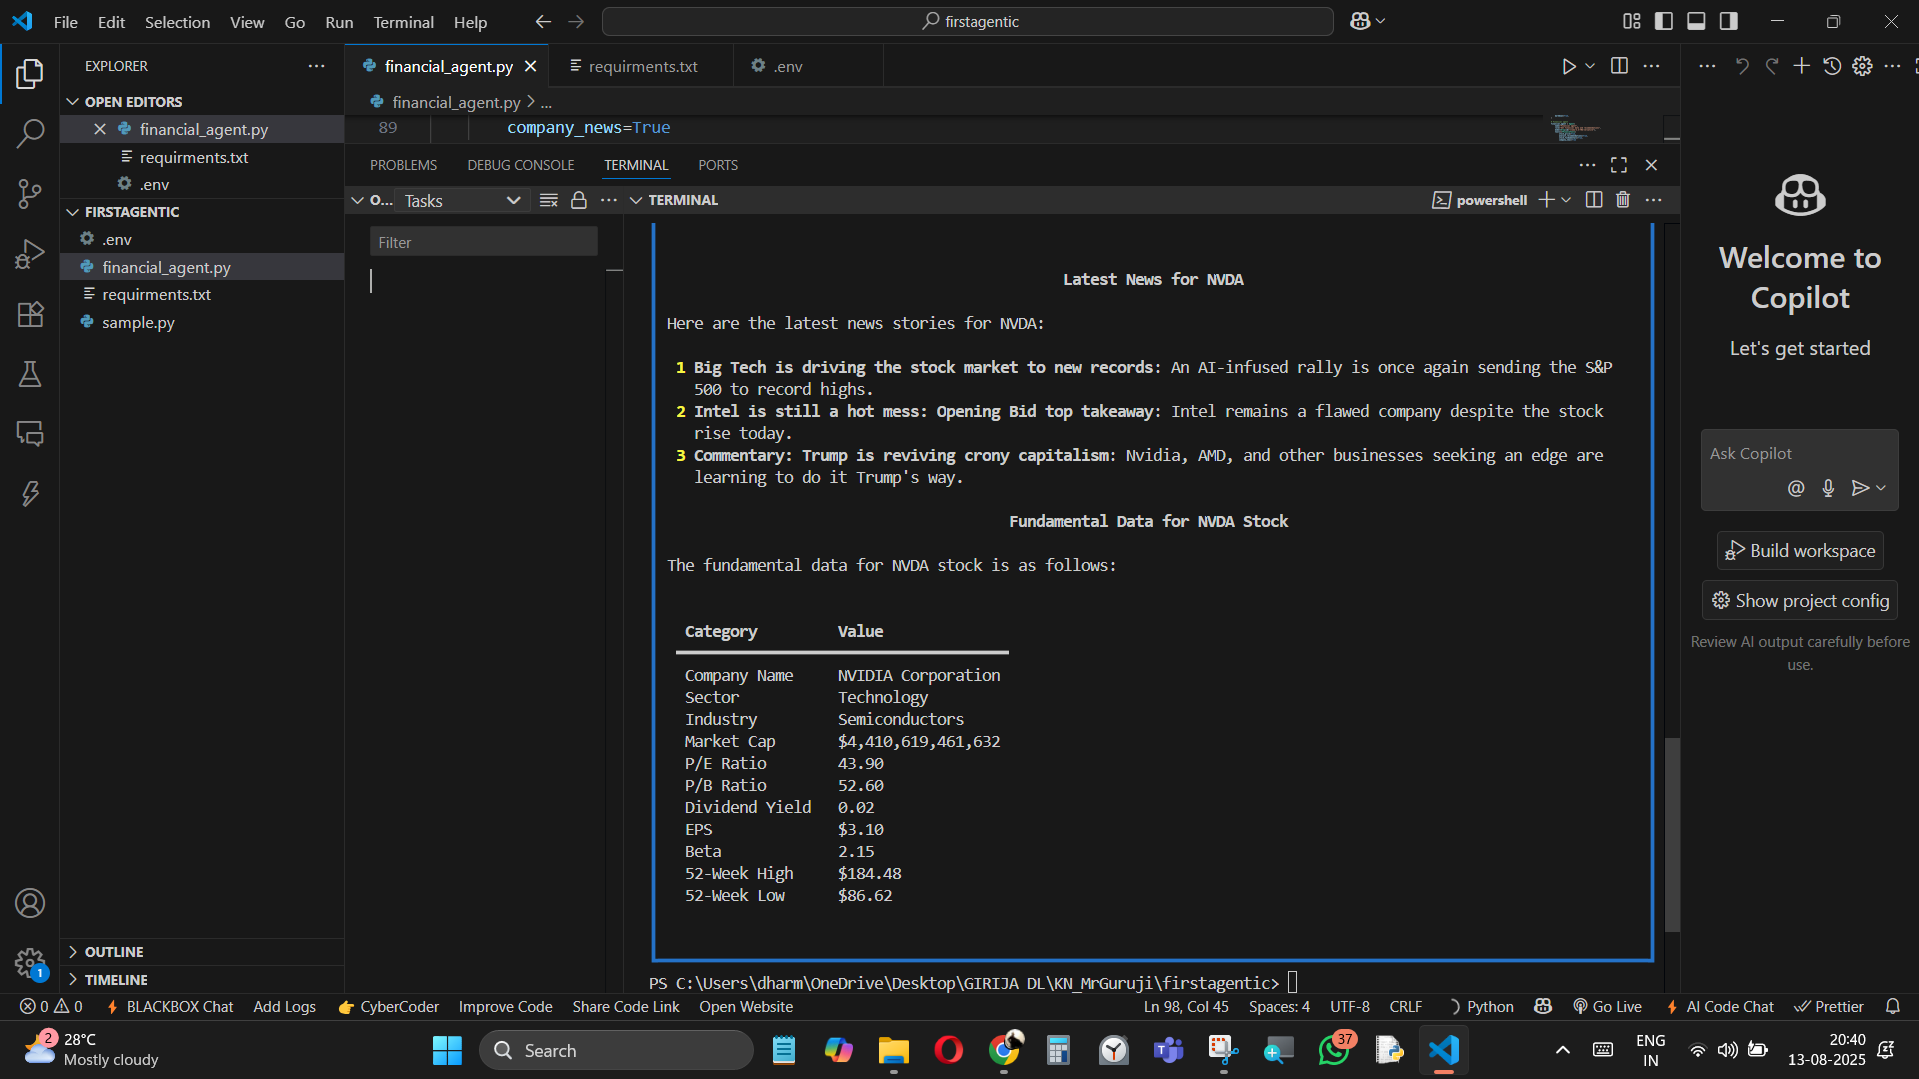 File Edit Selection View Go Run Terminal Help
firstagentic
EXPLORER
OPEN EDITORS
financial_agent.py
requirments.txt
.env
FIRSTAGENTIC
.env
financial_agent.py
requirments.txt
sample.py
OUTLINE
TIMELINE
financial_agent.py
requirments.txt
.env
financial_agent.py > ...
89 company_news=True
PROBLEMS DEBUG CONSOLE TERMINAL PORTS
O... Tasks
Filter
TERMINAL
powershell
Latest News for NVDA
Here are the latest news stories for NVDA:
1 Big Tech is driving the stock market to new records: An AI-infused rally is once again sending the S&P
500 to record highs.
2 Intel is still a hot mess: Opening Bid top takeaway: Intel remains a flawed company despite the stock
rise today.
3 Commentary: Trump is reviving crony capitalism: Nvidia, AMD, and other businesses seeking an edge are
learning to do it Trump's way.
Fundamental Data for NVDA Stock
The fundamental data for NVDA stock is as follows:
Category Value
Company Name NVIDIA Corporation
Sector Technology
Industry Semiconductors
Market Cap $4,410,619,461,632
P/E Ratio 43.90
P/B Ratio 52.60
Dividend Yield 0.02
EPS $3.10
Beta 2.15
52-Week High $184.48
52-Week Low $86.62
PS C:\Users\dharm\OneDrive\Desktop\GIRIJA DL\KN_MrGuruji\firstagentic>
Welcome to
Copilot
Let's get started
Ask Copilot
Build workspace
Show project config
Review AI output carefully before
use.
1
0 0 BLACKBOX Chat Add Logs CyberCoder Improve Code Share Code Link Open Website
Ln 98, Col 45 Spaces: 4 UTF-8 CRLF Python Go Live AI Code Chat Prettier
2
28°C
Mostly cloudy
Search
37
ENG
IN
20:40
13-08-2025